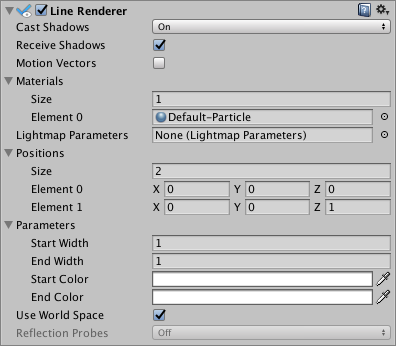 Line Renderer
Cast Shadows On
Receive Shadows
Motion Vectors
Materials
Size 1
Element 0 Default-Particle
Lightmap Parameters None (Lightmap Parameters)
Positions
Size 2
Element 0 X 0 Y 0 Z 0
Element 1 X 0 Y 0 Z 1
Parameters
Start Width 1
End Width 1
Start Color
End Color
Use World Space
Reflection Probes Off